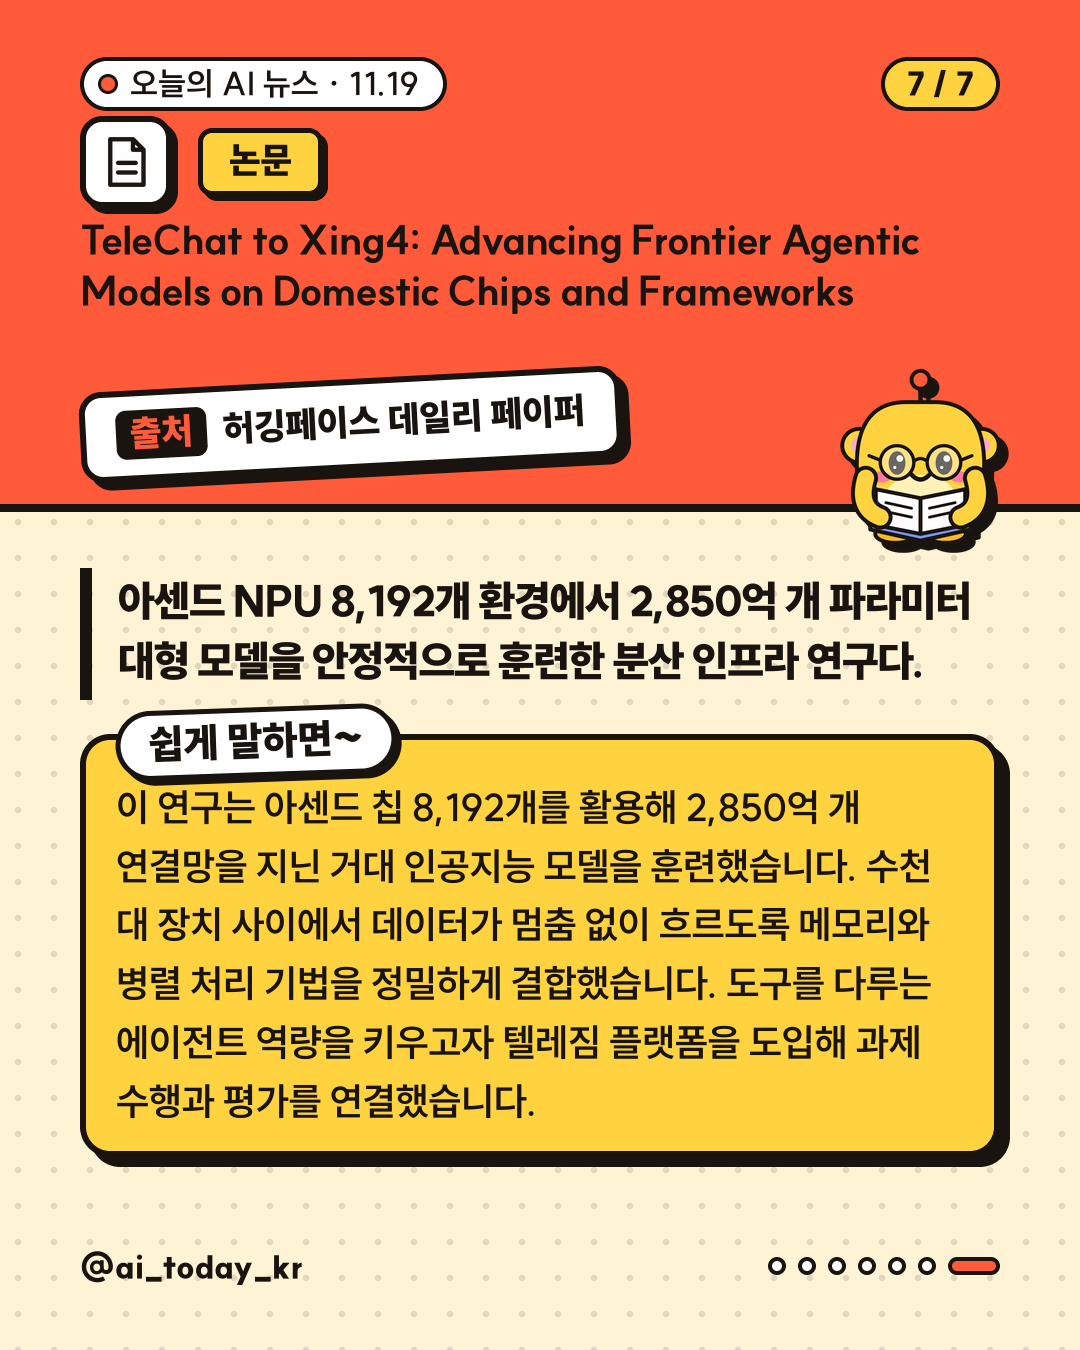 오늘의 AI 뉴스 · 11.19
7 / 7
논문
TeleChat to Xing4: Advancing Frontier Agentic
Models on Domestic Chips and Frameworks
출처 허깅페이스 데일리 페이퍼
아센드 NPU 8,192개 환경에서 2,850억 개 파라미터
대형 모델을 안정적으로 훈련한 분산 인프라 연구다.
쉽게 말하면~
이 연구는 아센드 칩 8,192개를 활용해 2,850억 개
연결망을 지닌 거대 인공지능 모델을 훈련했습니다. 수천
대 장치 사이에서 데이터가 멈춤 없이 흐르도록 메모리와
병렬 처리 기법을 정밀하게 결합했습니다. 도구를 다루는
에이전트 역량을 키우고자 텔레짐 플랫폼을 도입해 과제
수행과 평가를 연결했습니다.
@ai_today_kr